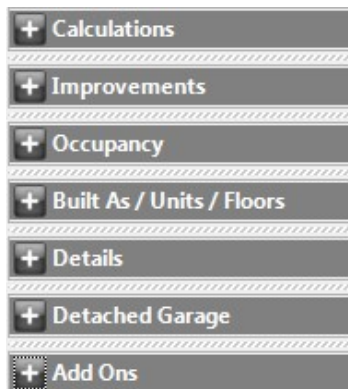 Calculations
Improvements
Occupancy
Built As / Units / Floors
Details
Detached Garage
Add Ons